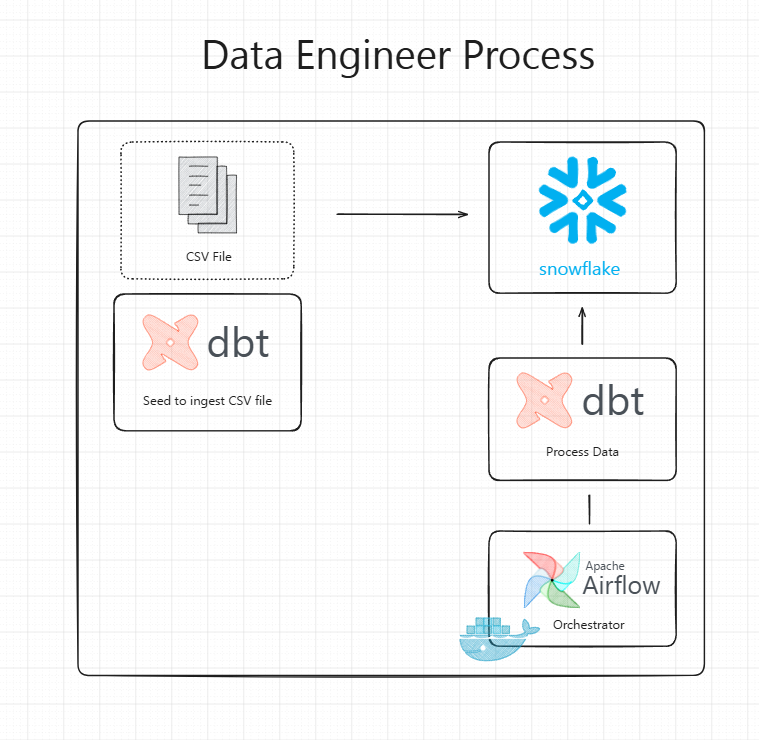 Data Engineer Process
CSV File
snowflake
dbt
Seed to ingest CSV file
dbt
Process Data
Apache
Airflow
Orchestrator